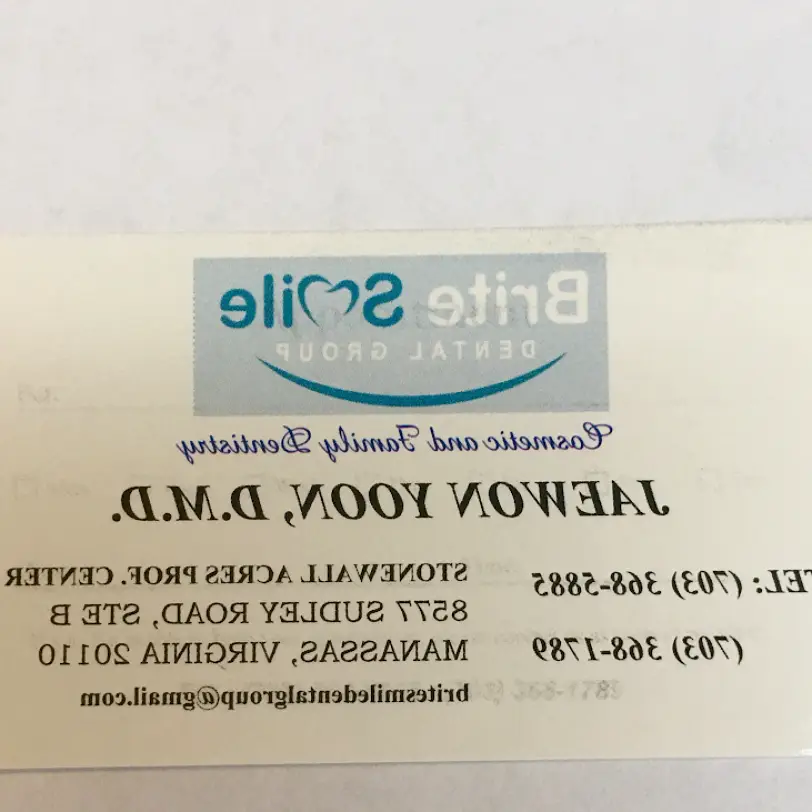 Brite Smile
DENTAL GROUP
Cosmetic and Family Dentistry
JAEWON YOON, D.M.D.
TEL: (703) 368-5885
(703) 368-1789
STONEWALL ACRES PROF. CENTER
8577 SUDLEY ROAD, STE B
MANASSAS, VIRGINIA 20110
britesmiledentalgroup@gmail.com